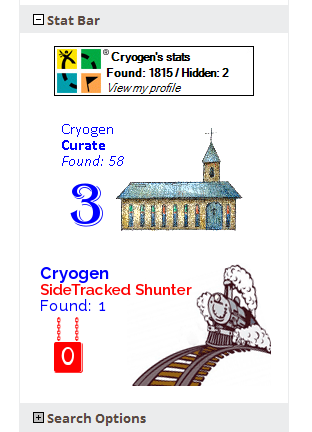 Stat Bar
® Cryogen's stats
Found: 1815 / Hidden: 2
View my profile
Cryogen
Curate
Found: 58
3
Cryogen
SideTracked Shunter
Found: 1
0
Search Options